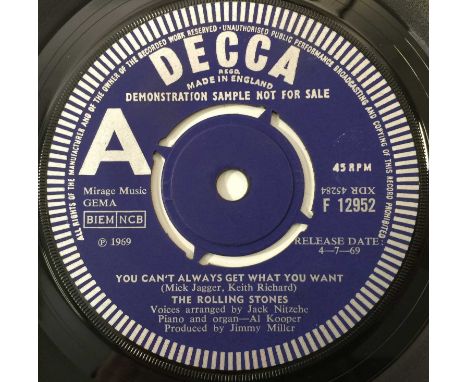 ALL RIGHTS OF THE MANUFACTURER AND OF THE OWNER OF THE RECORDED WORK RESERVED · UNAUTHORISED PUBLIC PERFORMANCE BROADCASTING AND COPYING OF THIS RECORD PROHIBITED
DECCA
REGD.
MADE IN ENGLAND
DEMONSTRATION SAMPLE NOT FOR SALE
A
45 RPM
Mirage Music
GEMA
XDR 45284
BIEM NCB
F 12952
℗ 1969
RELEASE DATE:
4-7-69
YOU CAN'T ALWAYS GET WHAT YOU WANT
(Mick Jagger, Keith Richard)
THE ROLLING STONES
Voices arranged by Jack Nitzche
Piano and organ—Al Kooper
Produced by Jimmy Miller